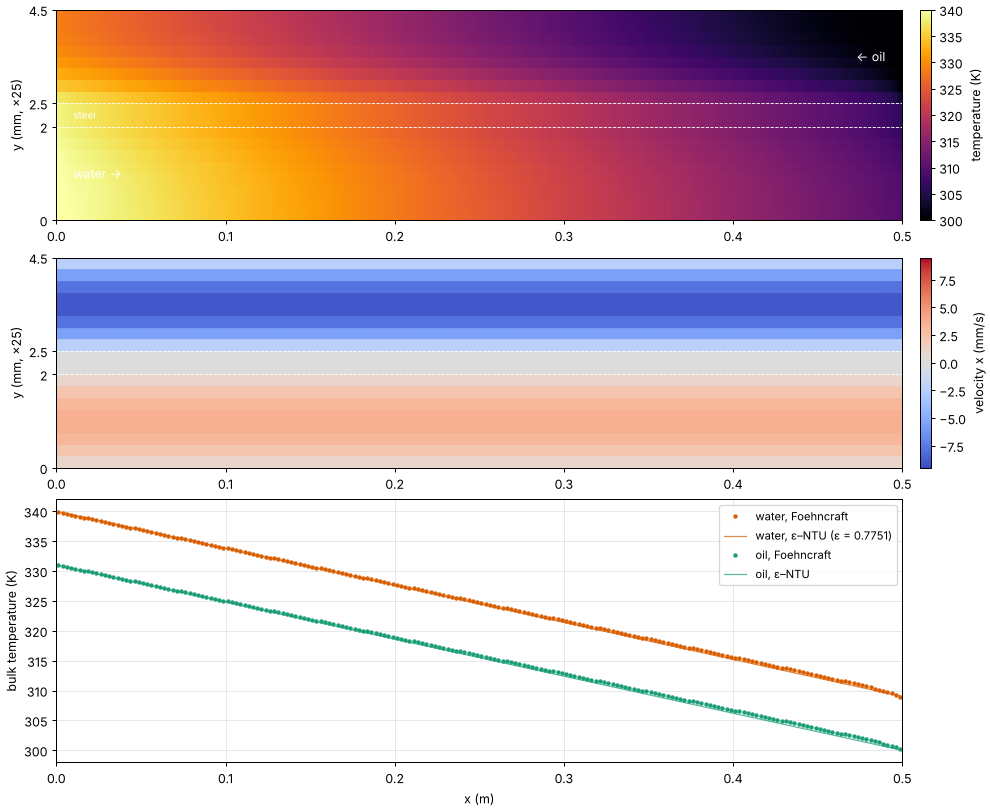 4.5
2.5
2
0
y (mm, ×25)
← oil
steel
water →
0.0 0.1 0.2 0.3 0.4 0.5
340
335
330
325
320
315
310
305
300
temperature (K)
2.5
2
0
y (mm, ×25)
0.0 0.1 0.2 0.3 0.4 0.5
7.5
5.0
2.5
0.0
−2.5
−5.0
−7.5
velocity x (mm/s)
340
335
330
325
320
315
310
305
300
bulk temperature (K)
water, Foehncraft
water, ε–NTU (ε = 0.7751)
oil, Foehncraft
oil, ε–NTU
0.0 0.1 0.2 0.3 0.4 0.5
x (m)